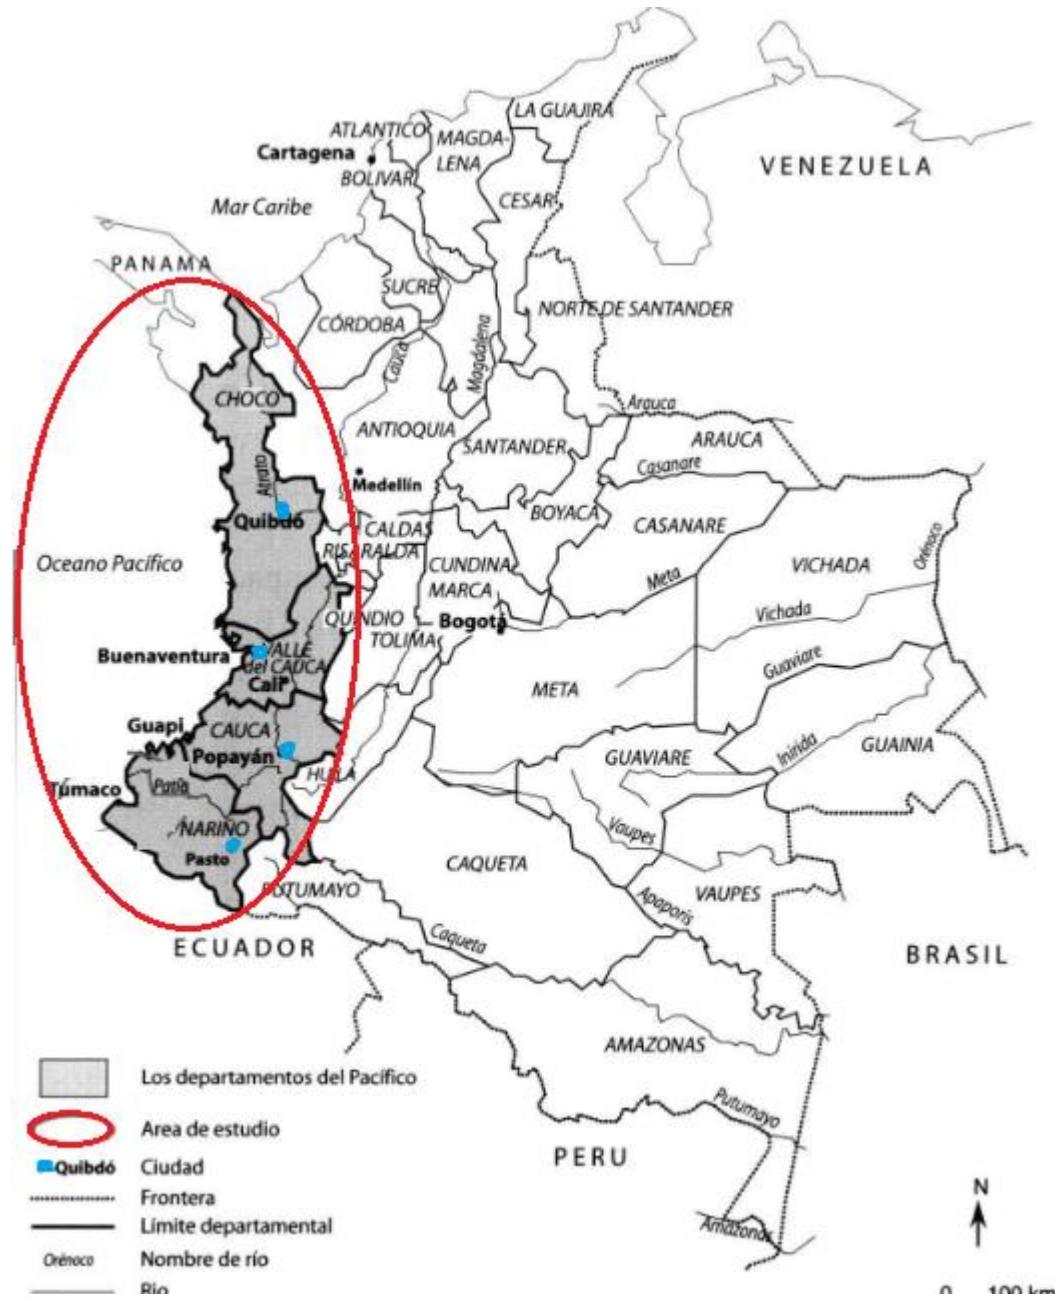 LA GUAJIRA
ATLANTICO
MAGDA-
LENA
Cartagena
BOLIVAR
VENEZUELA
CESAR
Mar Caribe
PANAMA
SUCRE
NORTE DE SANTANDER
CÓRDOBA
Cauca
Magdalena
CHOCO
Arauca
ANTIOQUIA
SANTANDER
ARAUCA
Atrato
Medellín
Casanare
Quibdó
CALDAS
BOYACA
CASANARE
RISARALDA
CUNDINA
MARCA
Oceano Pacífico
Meta
VICHADA
Orénoco
QUINDIO
TOLIMA
Bogotá
Vichada
Buenaventura
VALLE
del CAUCA
Cali
Guaviare
META
Guapi
CAUCA
Popayán
GUAVIARE
Inirida
GUAINIA
HUILA
Túmaco
Patía
NARIÑO
Pasto
Vaupes
CAQUETA
VAUPES
PUTUMAYO
Apaporis
ECUADOR
Caqueta
BRASIL
AMAZONAS
Los departamentos del Pacífico
Putumayo
Area de estudio
PERU
Quibdó Ciudad
Frontera
N
Límite departamental
Amazonas
Orénoco Nombre de río
Rio
0 100 km